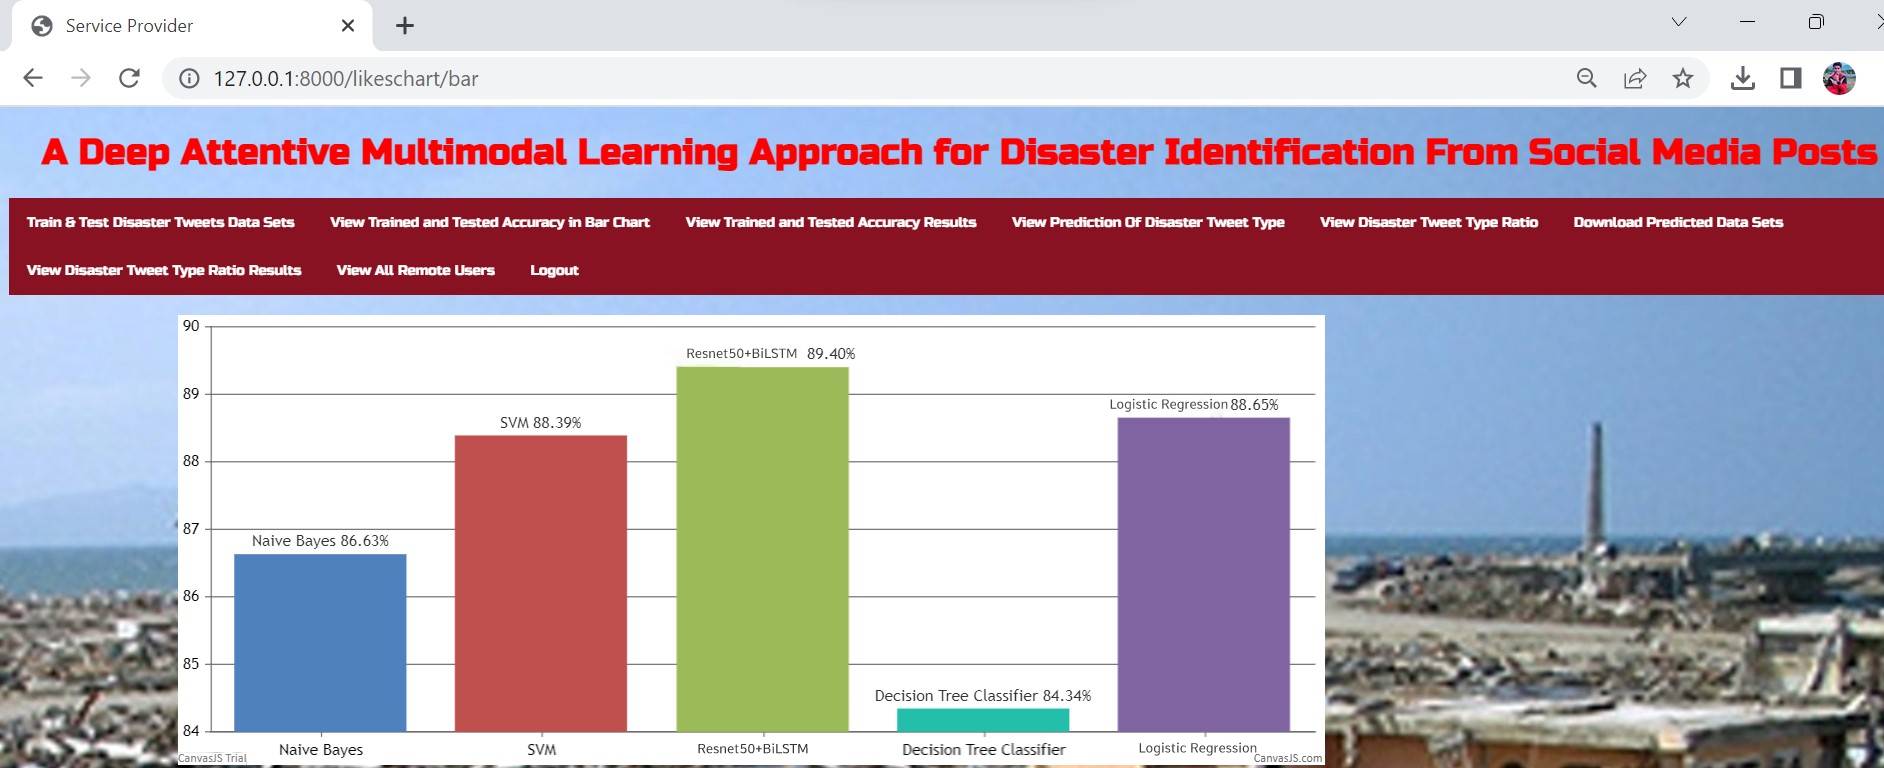 Service Provider
127.0.0.1:8000/likeschart/bar
A Deep Attentive Multimodal Learning Approach for Disaster Identification From Social Media Posts
Train & Test Disaster Tweets Data Sets View Trained and Tested Accuracy in Bar Chart View Trained and Tested Accuracy Results View Prediction Of Disaster Tweet Type View Disaster Tweet Type Ratio Download Predicted Data Sets
View Disaster Tweet Type Ratio Results View All Remote Users Logout
90
Resnet50+BiLSTM 89.40%
89
Logistic Regression 88.65%
SVM 88.39%
88
87
Naive Bayes 86.63%
86
85
Decision Tree Classifier 84.34%
84
Naive Bayes SVM Resnet50+BiLSTM Decision Tree Classifier Logistic Regression
CanvasJS Trial CanvasJS.com